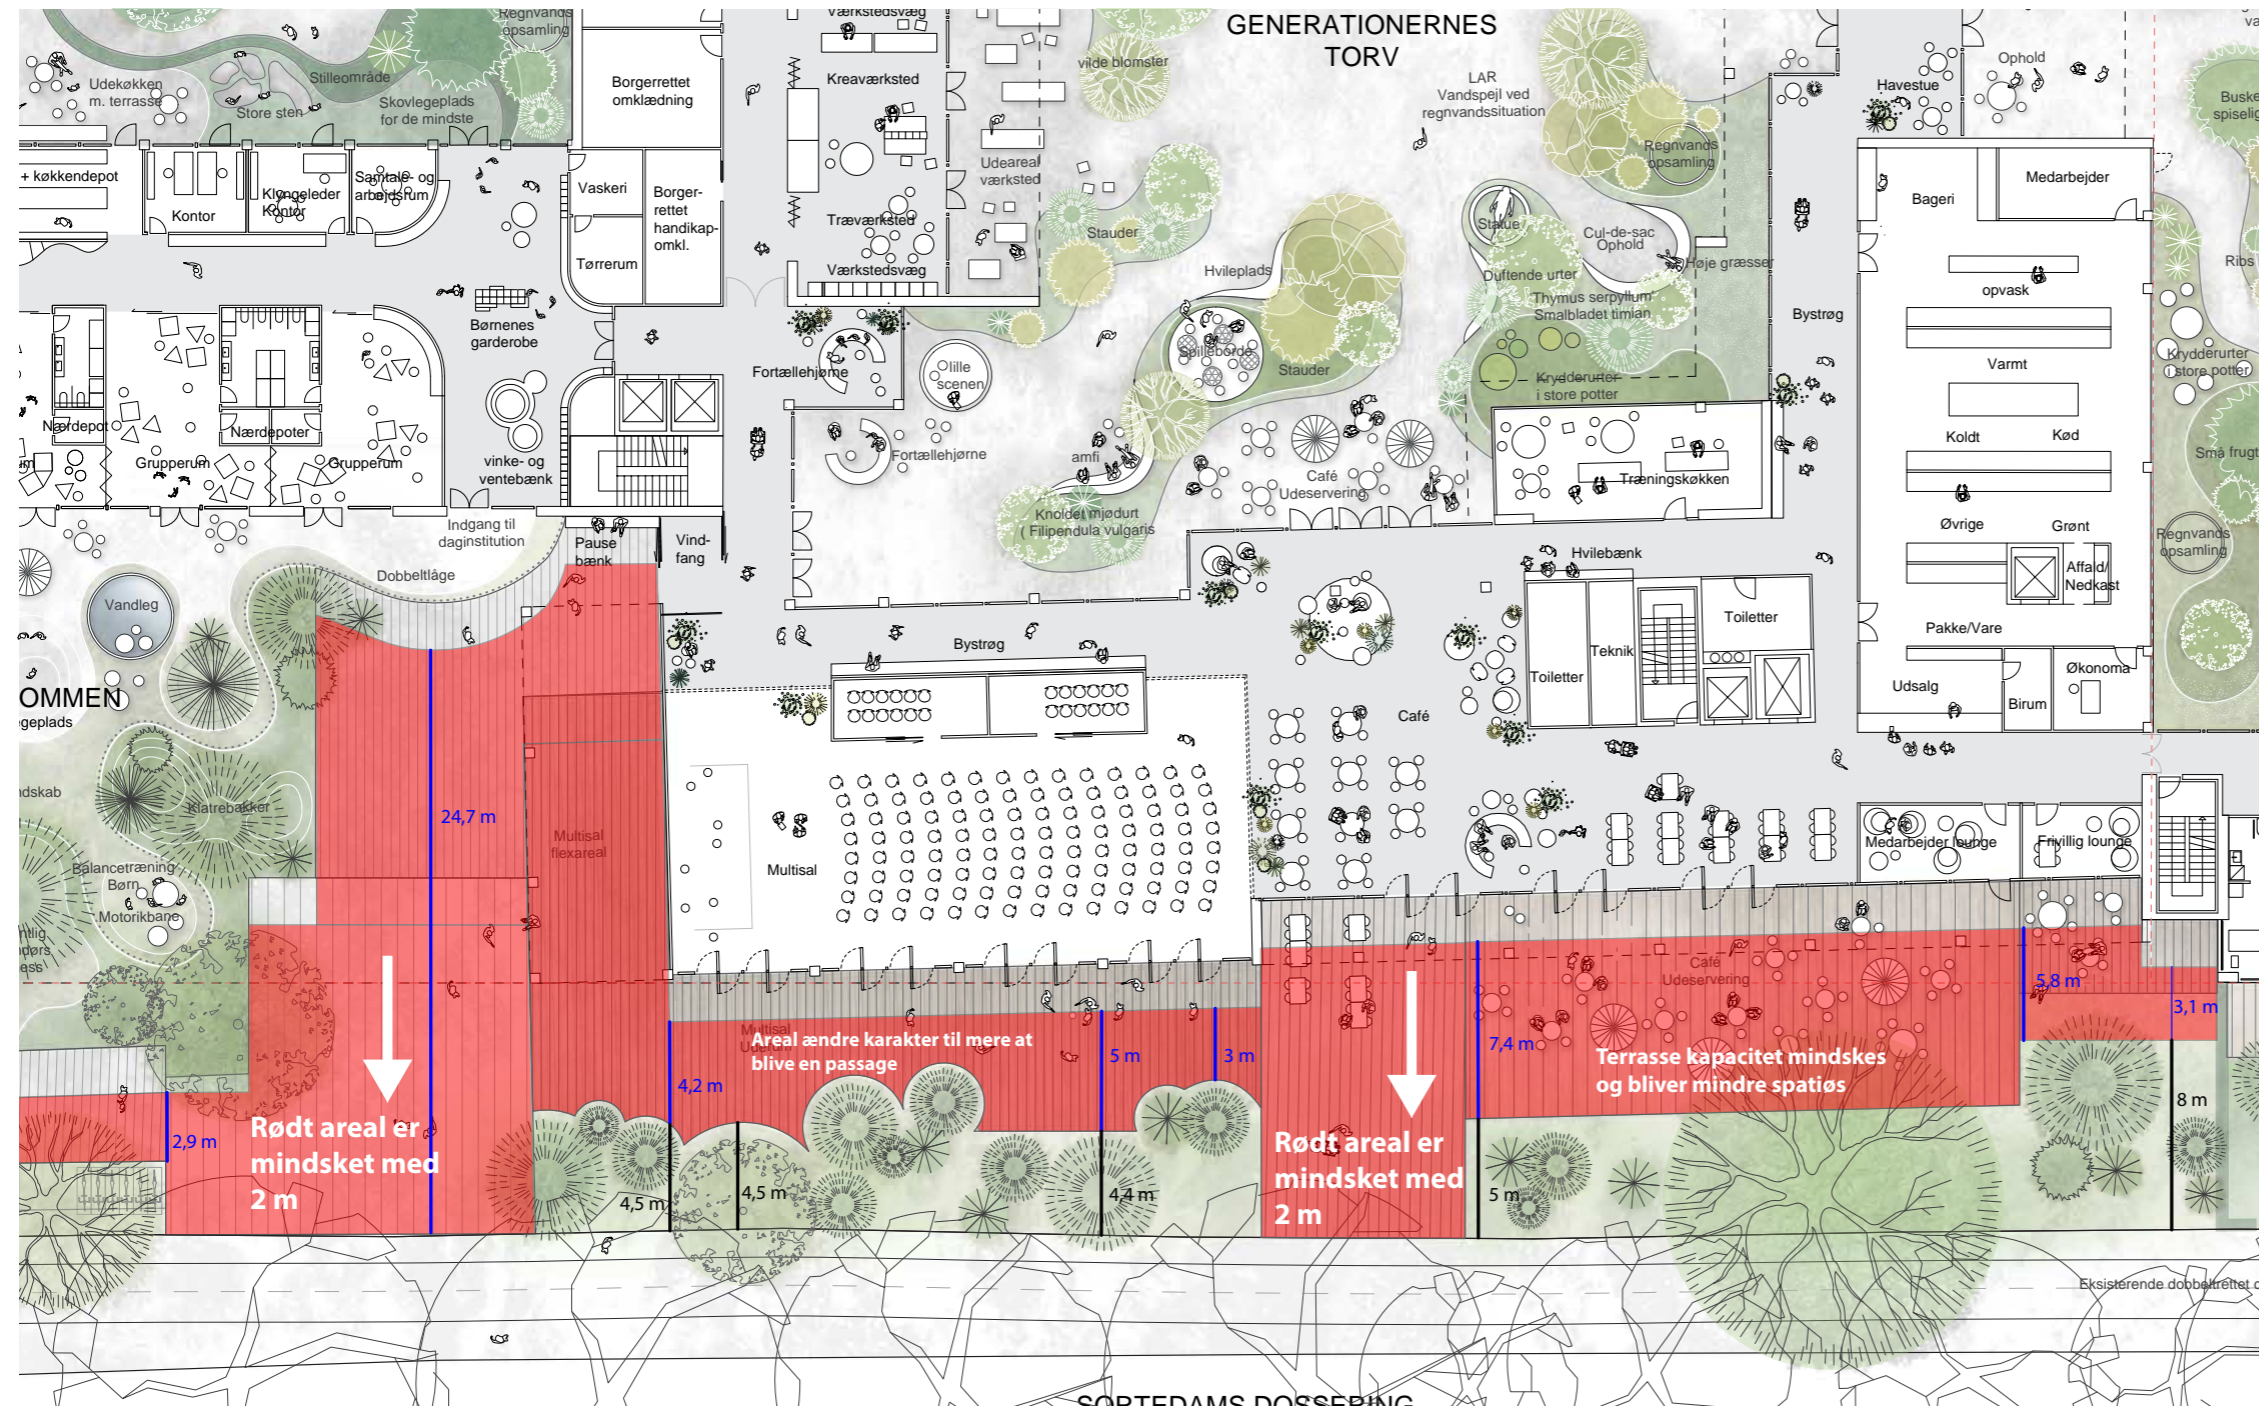 GENERATIONERNES
TORV
Regnvands
opsamling
Værkstedsvæg
Udekøkken
m. terrasse
Stilleområde
Store sten
Skovlegeplads
for de mindste
Borgerrettet
omklædning
Kreaværksted
vilde blomster
LAR
Vandspejl ved
regnvandssituation
Havestue
Ophold
Buske
spiselig
+ køkkendepot
Kontor
Klyngeleder
Kontor
Samtale- og
arbejdsrum
Vaskeri
Borger-
rettet
handikap-
omkl.
Tørrerum
Træværksted
Værkstedsvæg
Udeareal
værksted
Stauder
Regnvands
opsamling
Statue
Cul-de-sac
Ophold
Høje græsser
Hvileplads
Duftende urter
Thymus serpyllum
Smalbladet timian
Bageri
Medarbejder
Ribs
opvask
Bystrøg
Børnenes
garderobe
Fortællehjørne
lille
scenen
Spilleborde
Stauder
Krydderurter
i store potter
Varmt
Krydderurter
i store potter
Nærdepot
Nærdepoter
Grupperum
Grupperum
vinke- og
ventebænk
Fortællehjørne
amfi
Café
Udeservering
Træningskøkken
Koldt
Kød
Små frugt
Indgang til
daginstitution
Knoldet mjødurt
( Filipendula vulgaris
Pause
bænk
Vind-
fang
Dobbeltlåge
Hvilebænk
Øvrige
Grønt
Affald/
Nedkast
Regnvands
opsamling
Vandleg
Bystrøg
Toiletter
Teknik
Toiletter
Pakke/Vare
Udsalg
Birum
Økonoma
OMMEN
egeplads
Café
ndskab
Klatrebakker
24,7 m
Multisal
flexareal
Multisal
Balancetræning
Børn
Motorikbane
Medarbejder lounge
Frivillig lounge
ntlig
ndørs
ess
Café
Udeservering
5,8 m
3,1 m
Multisal
Areal ændre karakter til mere at
blive en passage
5 m
3 m
7,4 m
Terrasse kapacitet mindskes
og bliver mindre spatiøs
4,2 m
8 m
2,9 m
Rødt areal er
mindsket med
2 m
Rødt areal er
mindsket med
2 m
4,5 m
4,5 m
4,4 m
5 m
Eksisterende dobbeltrettet c
SORTEDAMS DOSSERING